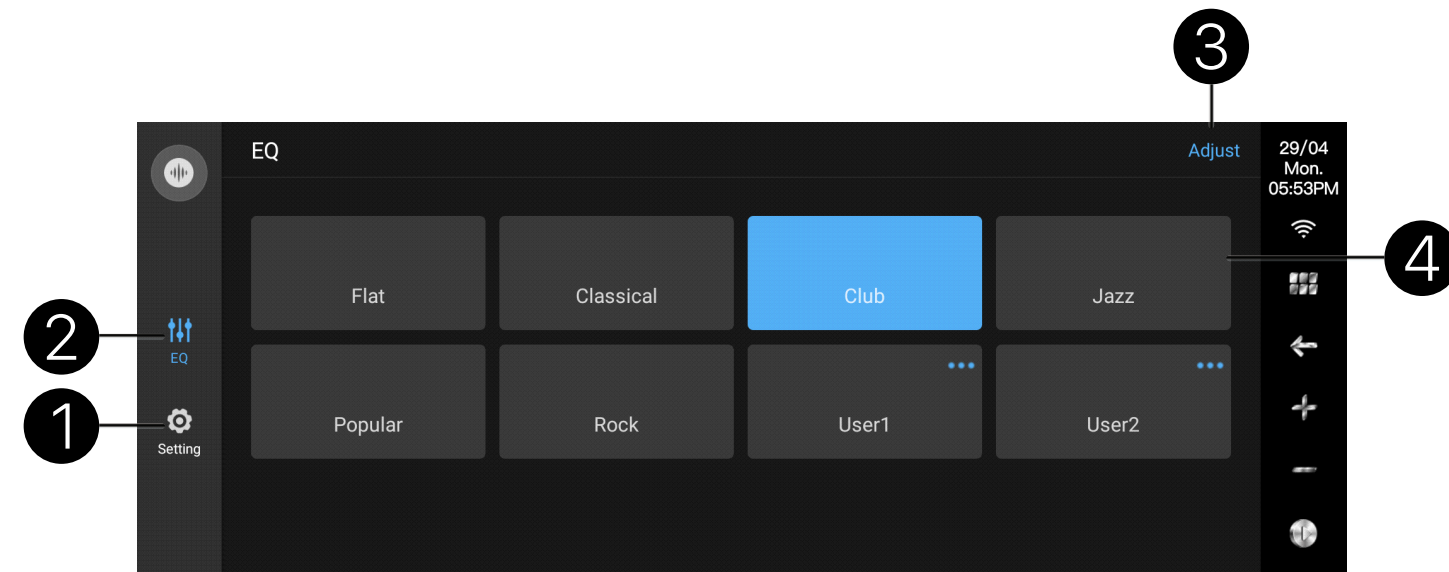 3
EQ
Adjust
29/04
Mon.
05:53PM
4
Flat
Classical
Club
Jazz
2
EQ
Popular
Rock
User1
User2
1
Setting